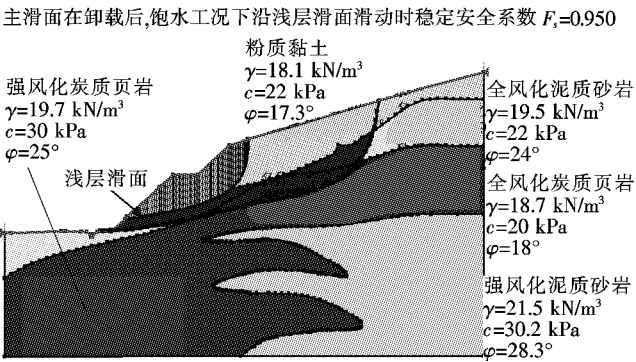 主滑面在卸载后,饱水工况下沿浅层滑面滑动时稳定安全系数 Fs=0.950
粉质黏土
γ=18.1 kN/m³
c=22 kPa
φ=17.3°
强风化炭质页岩
γ=19.7 kN/m³
c=30 kPa
φ=25°
浅层滑面
全风化泥质砂岩
γ=19.5 kN/m³
c=22 kPa
φ=24°
全风化炭质页岩
γ=18.7 kN/m³
c=20 kPa
φ=18°
强风化泥质砂岩
γ=21.5 kN/m³
c=30.2 kPa
φ=28.3°